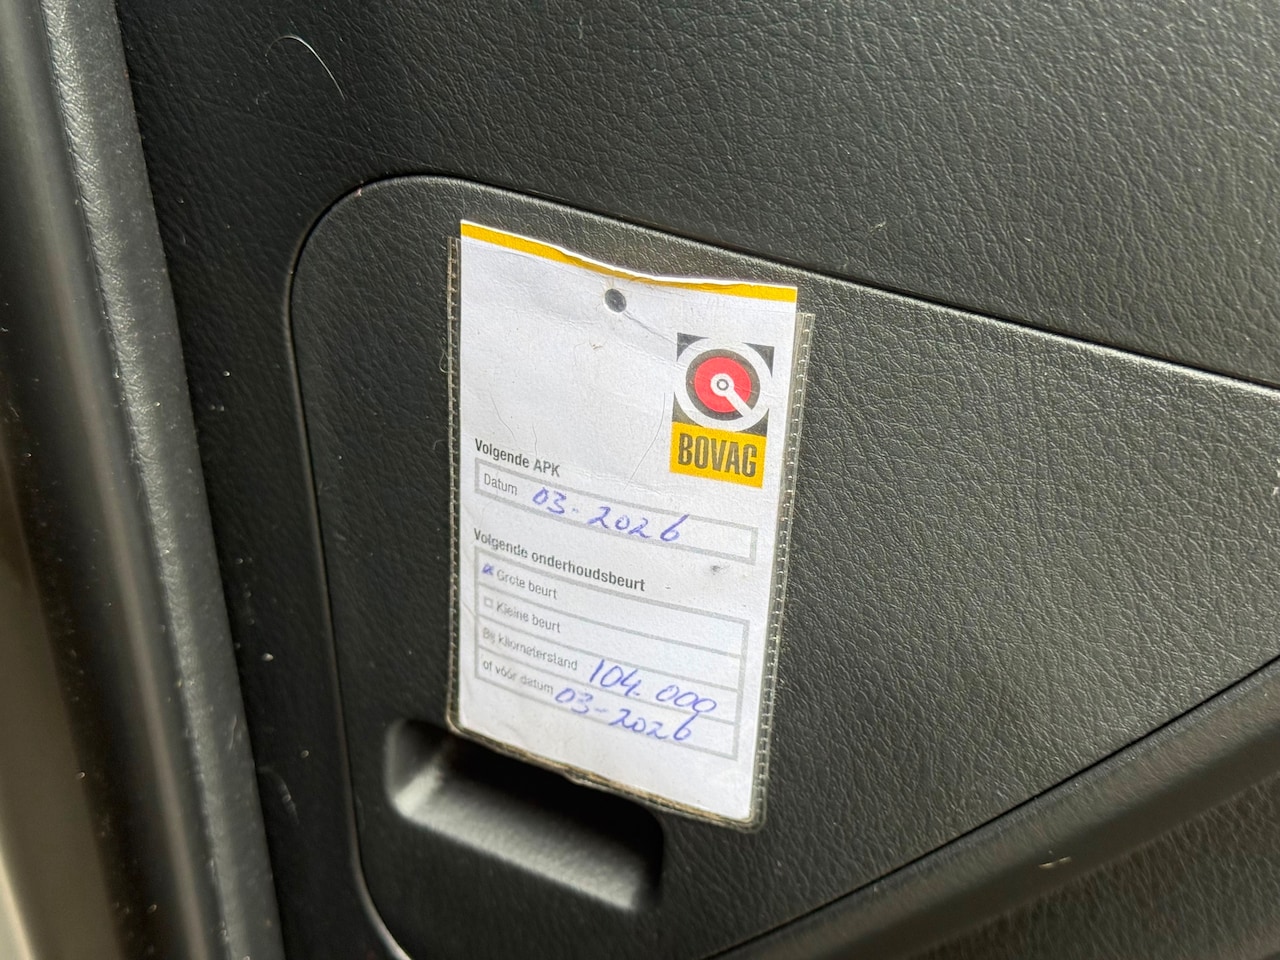 BOVAG
Volgende APK
Datum 03-2026
Volgende onderhoudsbeurt
Grote beurt
Kleine beurt
Bij kilometerstand 104.000
of vóór datum 03-2026